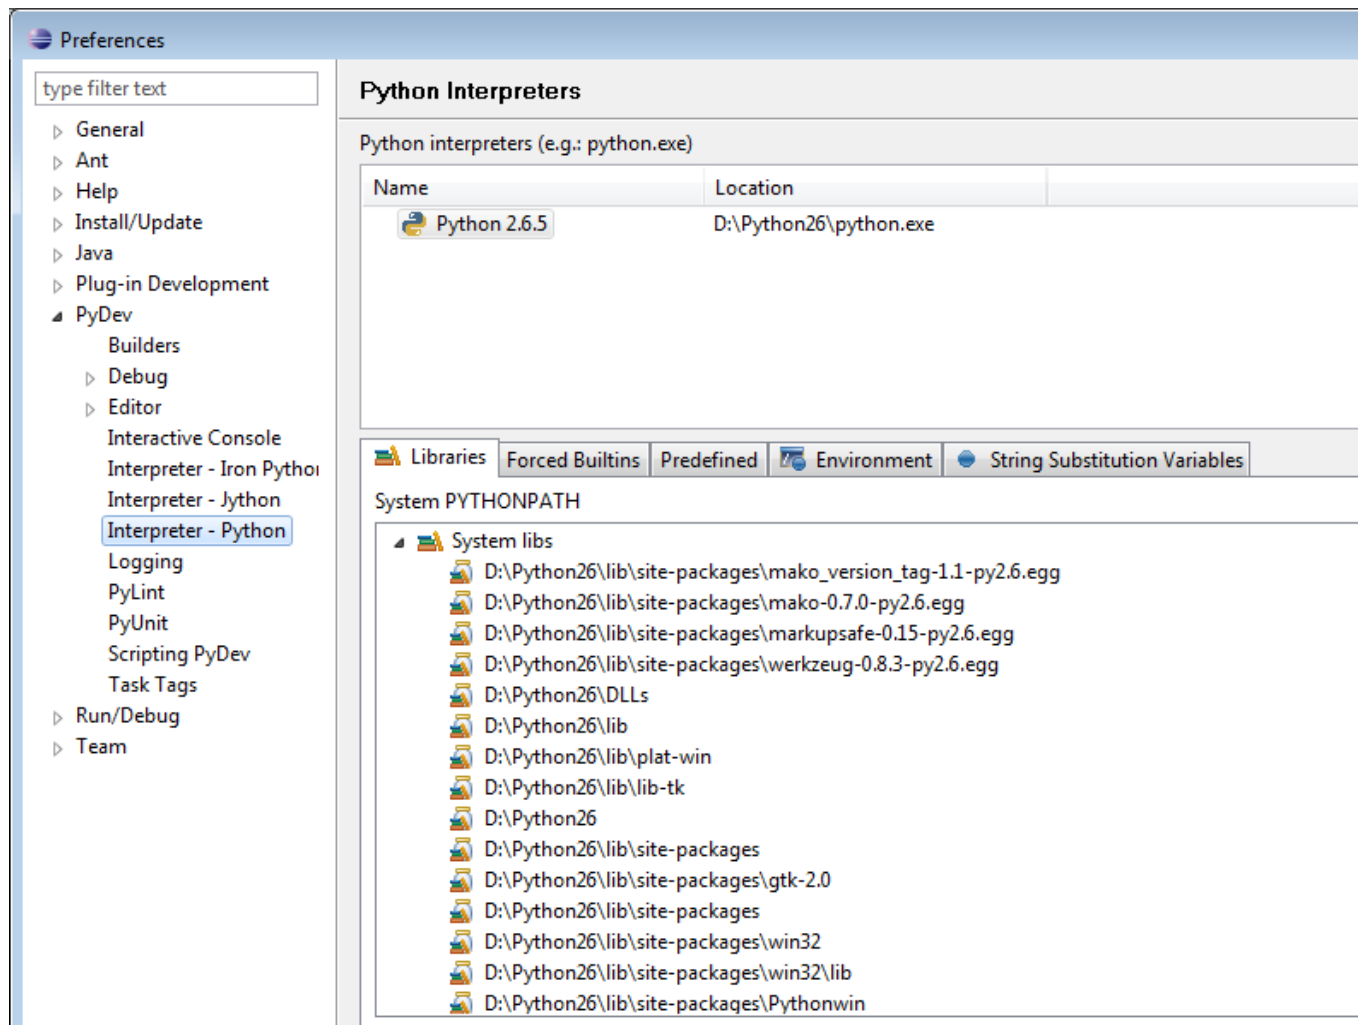 Preferences
type filter text
General
Ant
Help
Install/Update
Java
Plug-in Development
PyDev
Builders
Debug
Editor
Interactive Console
Interpreter - Iron Pytho
Interpreter - Jython
Interpreter - Python
Logging
PyLint
PyUnit
Scripting PyDev
Task Tags
Run/Debug
Team
Python Interpreters
Python interpreters (e.g.: python.exe)
Name Location
Python 2.6.5 D:\Python26\python.exe
Libraries Forced Builtins Predefined Environment String Substitution Variables
System PYTHONPATH
System libs
D:\Python26\lib\site-packages\mako_version_tag-1.1-py2.6.egg
D:\Python26\lib\site-packages\mako-0.7.0-py2.6.egg
D:\Python26\lib\site-packages\markupsafe-0.15-py2.6.egg
D:\Python26\lib\site-packages\werkzeug-0.8.3-py2.6.egg
D:\Python26\DLLs
D:\Python26\lib
D:\Python26\lib\plat-win
D:\Python26\lib\lib-tk
D:\Python26
D:\Python26\lib\site-packages
D:\Python26\lib\site-packages\gtk-2.0
D:\Python26\lib\site-packages
D:\Python26\lib\site-packages\win32
D:\Python26\lib\site-packages\win32\lib
D:\Python26\lib\site-packages\Pythonwin